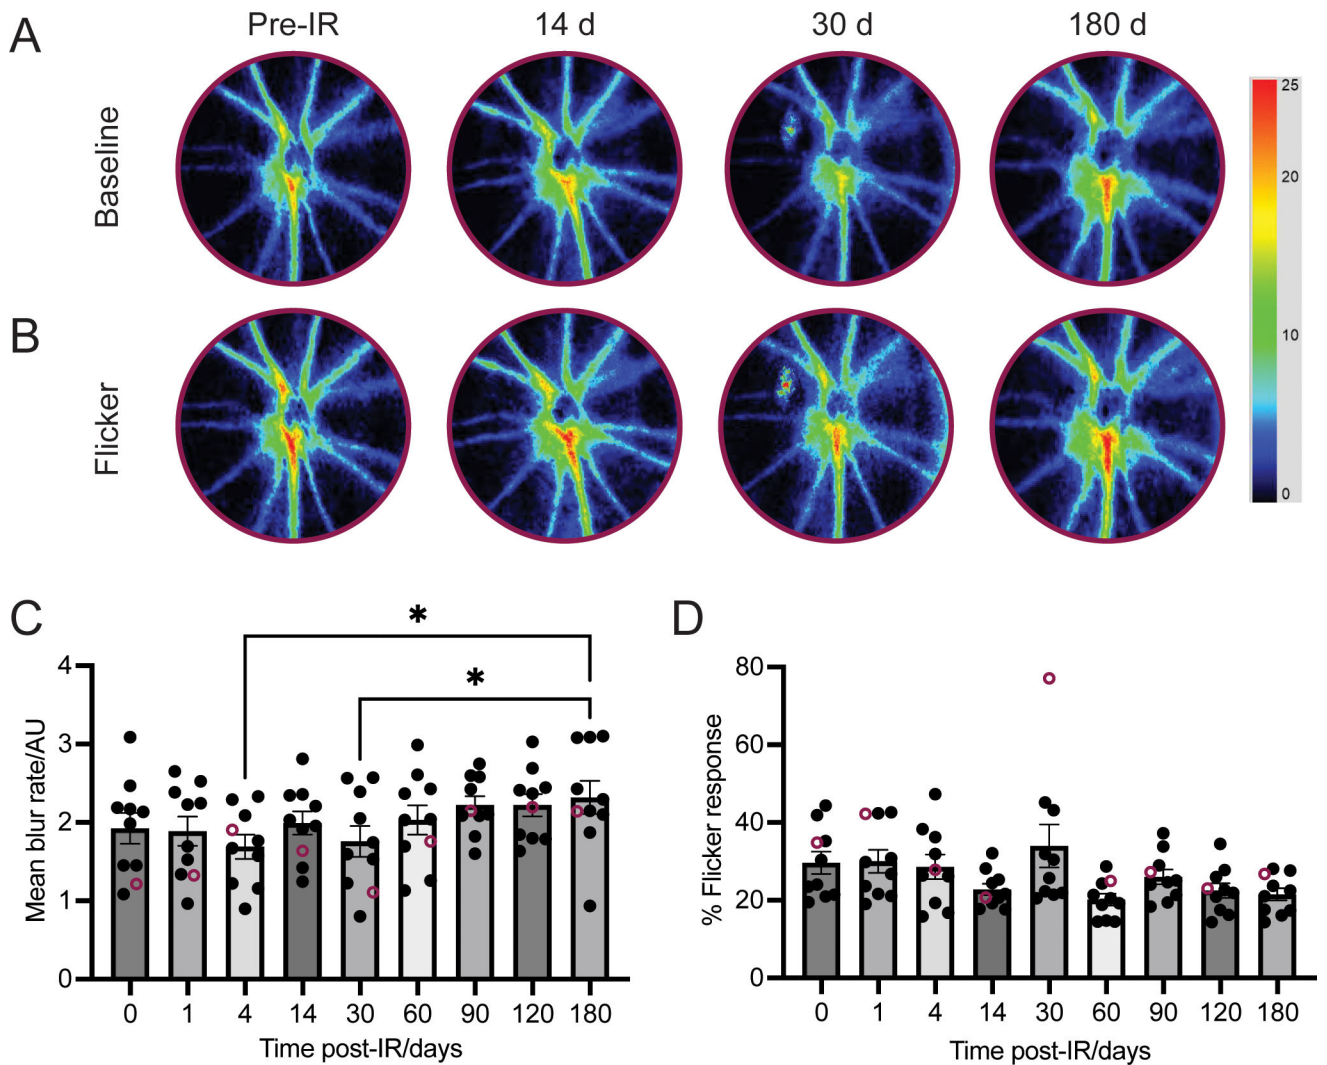 A
Pre-IR
14 d
30 d
180 d
Baseline
25
20
10
0
B
Flicker
C
*
*
4
3
2
1
0
Mean blur rate/AU
0 1 4 14 30 60 90 120 180
Time post-IR/days
D
80
60
40
20
0
% Flicker response
0 1 4 14 30 60 90 120 180
Time post-IR/days